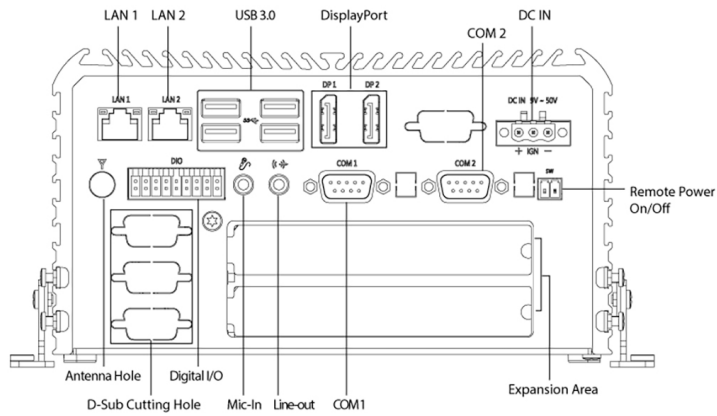 LAN 1 LAN 2 USB 3.0 DisplayPort DC IN
COM 2
DP 1 DP 2
LAN 1 LAN 2 DC IN 9V ~ 50V
+ IGN −
DIO COM 1 COM 2 SW
Remote Power
On/Off
Antenna Hole Digital I/O
Expansion Area
D-Sub Cutting Hole Mic-In Line-out COM1